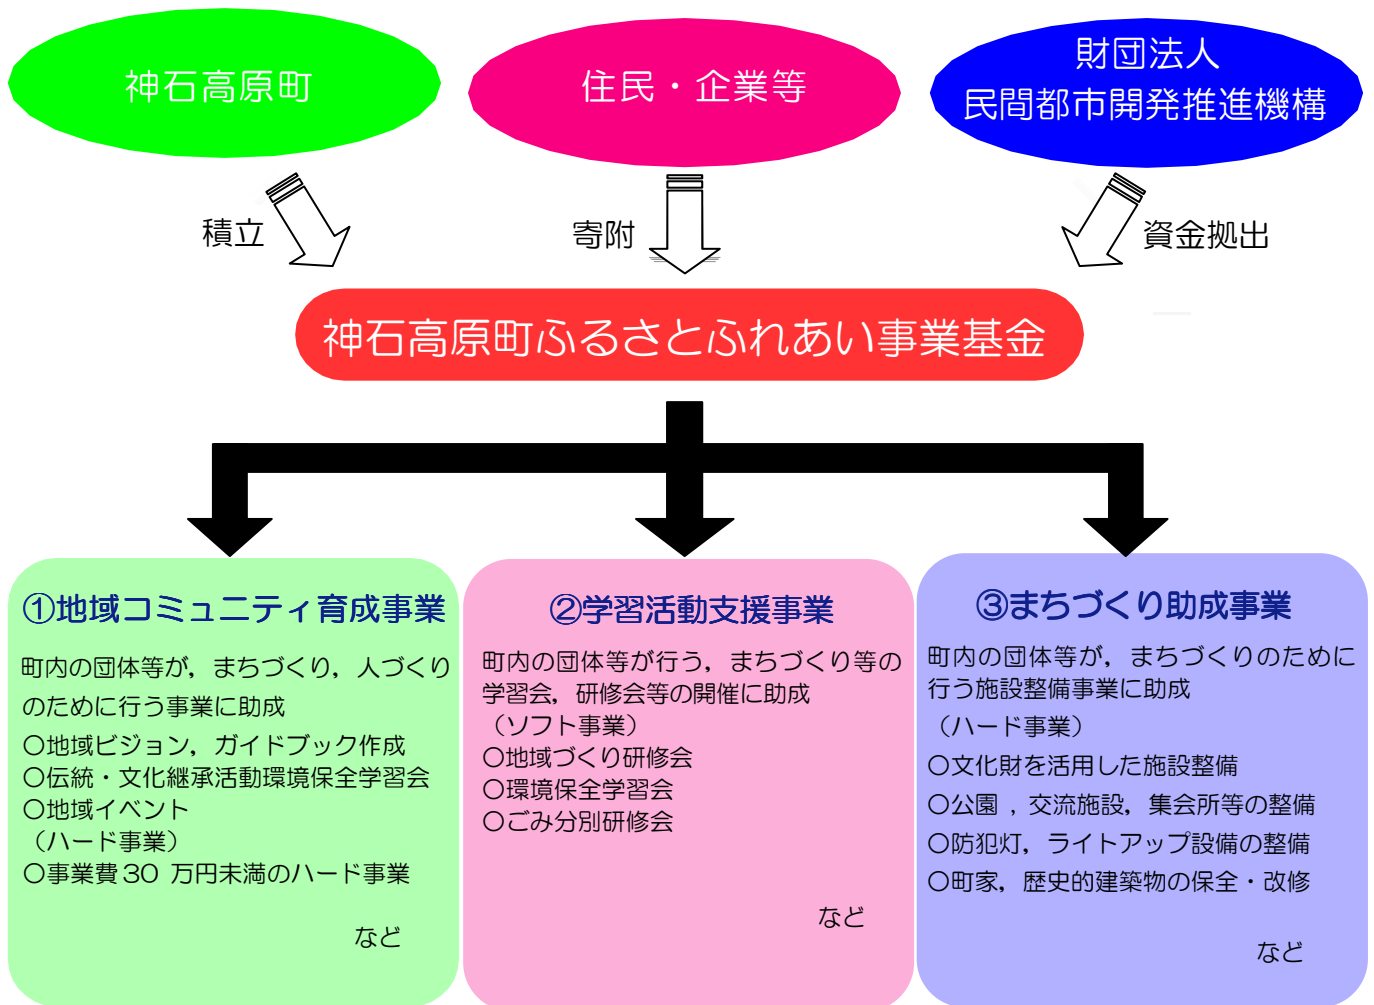 神石高原町
住民・企業等
財団法人
民間都市開発推進機構
積立
寄附
資金拠出
神石高原町ふるさとふれあい事業基金
①地域コミュニティ育成事業
町内の団体等が，まちづくり，人づくり
のために行う事業に助成
○地域ビジョン，ガイドブック作成
○伝統・文化継承活動環境保全学習会
○地域イベント
（ハード事業）
○事業費30 万円未満のハード事業
など
②学習活動支援事業
町内の団体等が行う，まちづくり等の
学習会，研修会等の開催に助成
（ソフト事業）
○地域づくり研修会
○環境保全学習会
○ごみ分別研修会
など
③まちづくり助成事業
町内の団体等が，まちづくりのために
行う施設整備事業に助成
（ハード事業）
○文化財を活用した施設整備
○公園，交流施設，集会所等の整備
○防犯灯，ライトアップ設備の整備
○町家，歴史的建築物の保全・改修
など